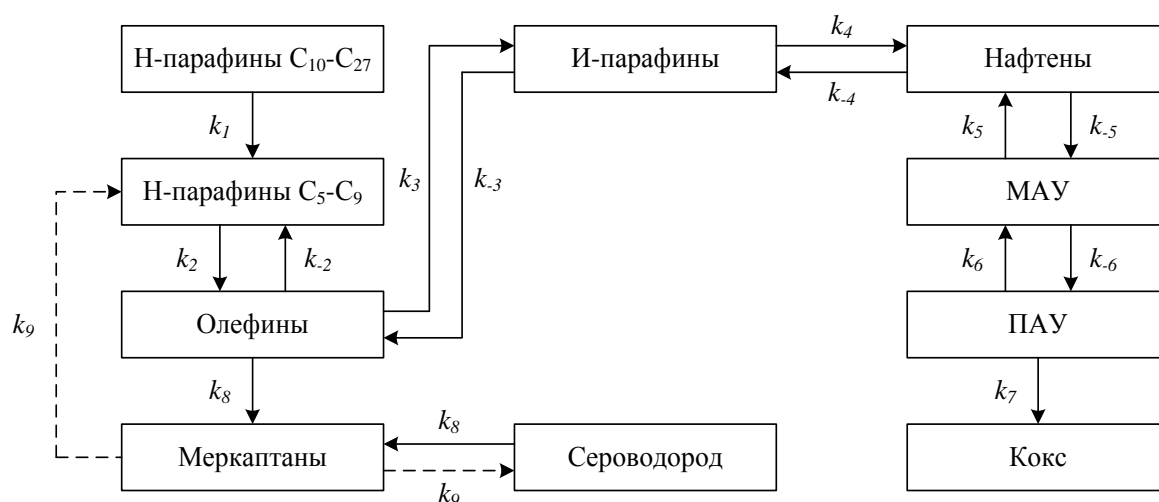 Н-парафины C₁₀-C₂₇
И-парафины
k₄
k₋₄
Нафтены
k₁
k₃
k₋₃
k₅
k₋₅
Н-парафины C₅-C₉
МАУ
k₂
k₋₂
k₆
k₋₆
k₉
Олефины
ПАУ
k₈
k₇
Меркаптаны
k₈
k₉
Сероводород
Кокс